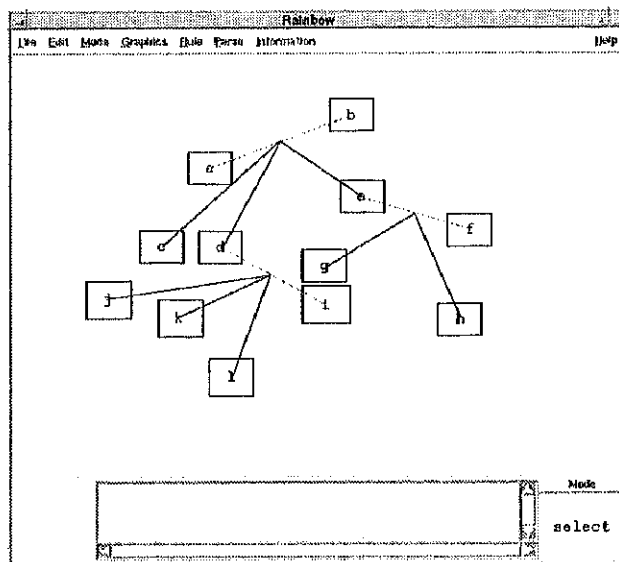 Rainbow
File Edit Mode Graphics Rule Parse Information Help
b
a
e
f
c d
g
j
i
k
h
l
Mode
select